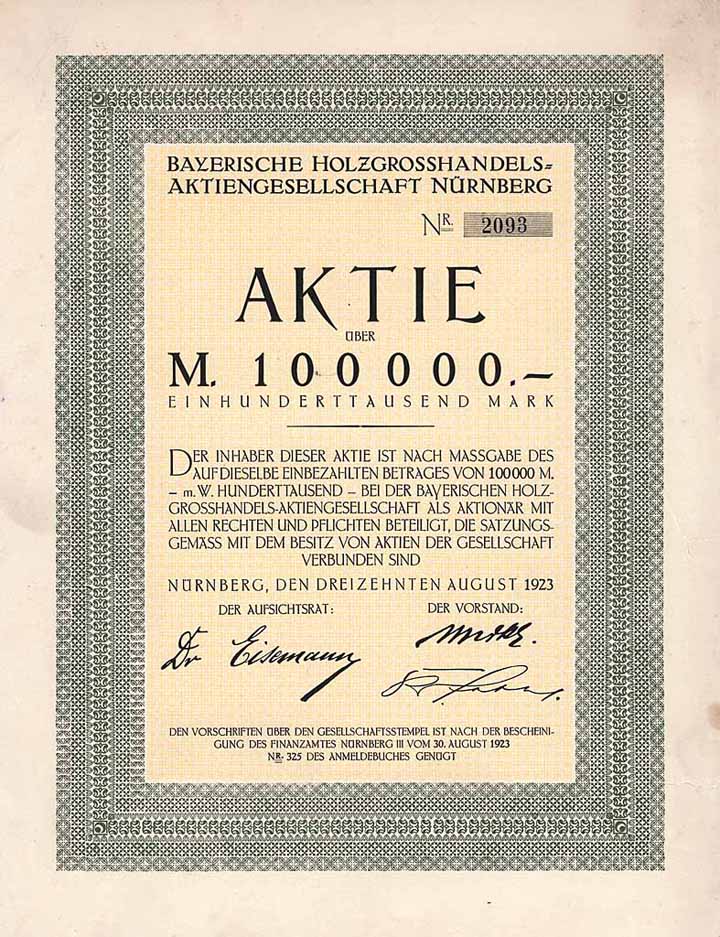 BAYERISCHE HOLZGROSSHANDELS-
AKTIENGESELLSCHAFT NÜRNBERG
NR. 2093
AKTIE
ÜBER
M. 100000.–
EINHUNDERTTAUSEND MARK
DER INHABER DIESER AKTIE IST NACH MASSGABE DES
AUF DIESELBE EINBEZAHLTEN BETRAGES VON 100000 M.
– m. W. HUNDERTTAUSEND – BEI DER BAYERISCHEN HOLZ-
GROSSHANDELS-AKTIENGESELLSCHAFT ALS AKTIONÄR MIT
ALLEN RECHTEN UND PFLICHTEN BETEILIGT, DIE SATZUNGS-
GEMÄSS MIT DEM BESITZ VON AKTIEN DER GESELLSCHAFT
VERBUNDEN SIND
NÜRNBERG, DEN DREIZEHNTEN AUGUST 1923
DER AUFSICHTSRAT: DER VORSTAND:
Dr Eisemann
DEN VORSCHRIFTEN ÜBER DEN GESELLSCHAFTSSTEMPEL IST NACH DER BESCHEINI-
GUNG DES FINANZAMTES NÜRNBERG III VOM 30. AUGUST 1923
NR. 325 DES ANMELDEBUCHES GENÜGT